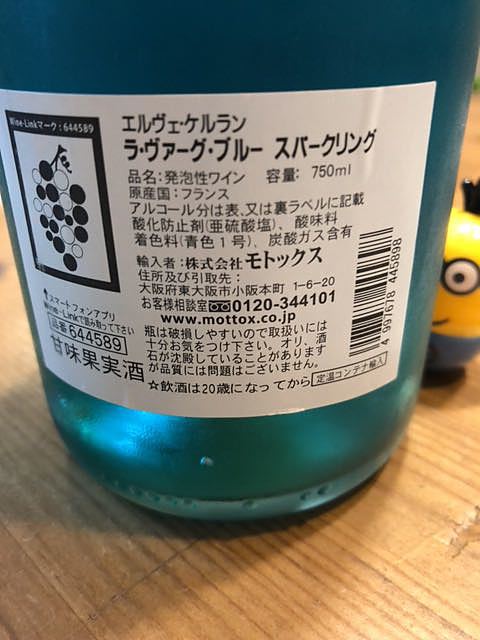 Wine-Linkマーク:644589
エルヴェ・ケルラン
ラ・ヴァーグ・ブルー スパークリング
品名:発泡性ワイン 容量: 750ml
原産国:フランス
アルコール分は表、又は裏ラベルに記載
酸化防止剤(亜硫酸塩)、酸味料
着色料(青色1号)、炭酸ガス含有
輸入者:株式会社モトックス
住所及び引取先:
大阪府東大阪市小阪本町 1-6-20
お客様相談室 0120-344101
www.mottox.co.jp
瓶は破損しやすいので取扱いには
十分お気をつけ下さい。オリ、酒
石が沈殿していることがあります
が品質には問題はございません。
☆飲酒は20歳になってから 定温コンテナ輸入
スマートフォンアプリ
Wine-Linkで読み取って下さい
品番 644589
甘味果実酒
4 997678 445898